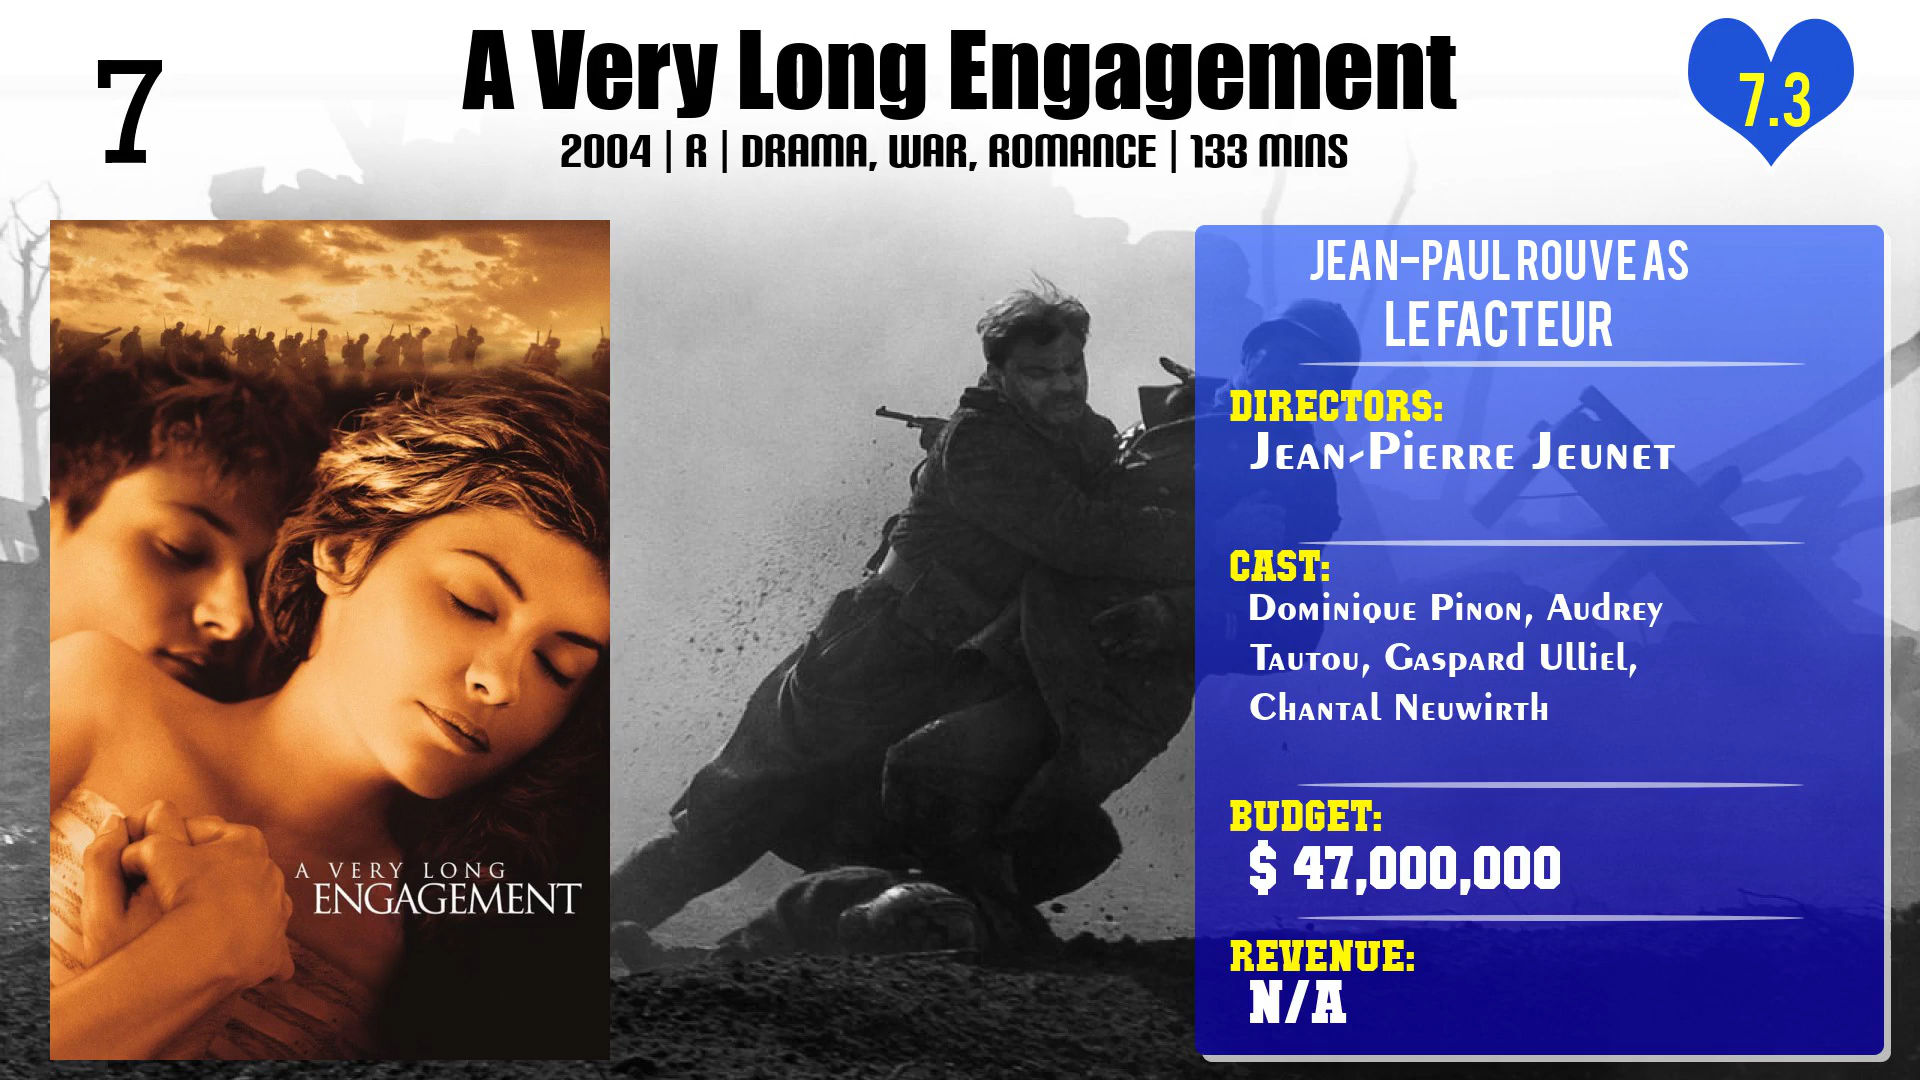 7
A Very Long Engagement
2004 | R | DRAMA, WAR, ROMANCE | 133 MINS
7.3
A VERY LONG
ENGAGEMENT
JEAN-PAUL ROUVE AS
LE FACTEUR
DIRECTORS:
Jean-Pierre Jeunet
CAST:
Dominique Pinon, Audrey
Tautou, Gaspard Ulliel,
Chantal Neuwirth
BUDGET:
$ 47,000,000
REVENUE:
N/A